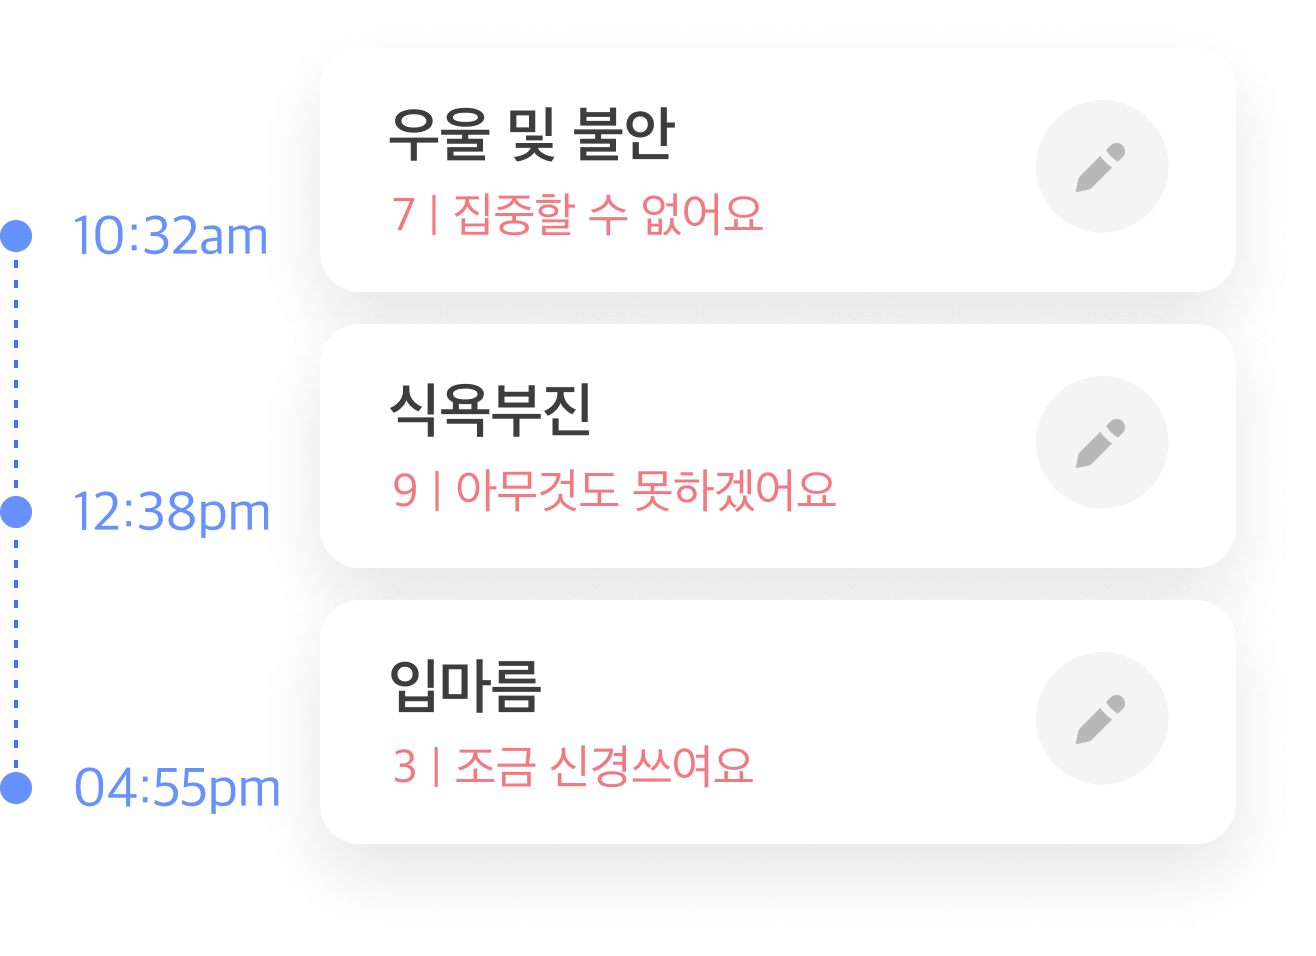 우울 및 불안
7 | 집중할 수 없어요
10:32am
식욕부진
9 | 아무것도 못하겠어요
12:38pm
입마름
3 | 조금 신경쓰여요
04:55pm